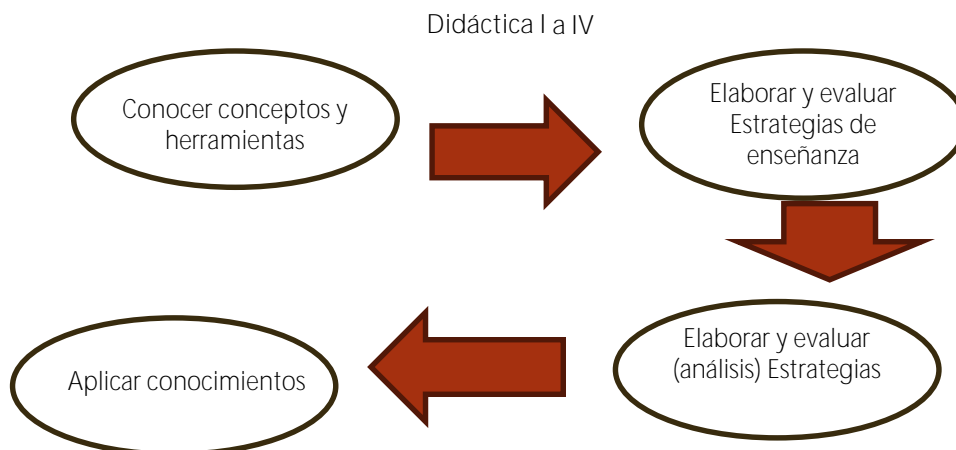 Didáctica I a IV
Conocer conceptos y
herramientas
Elaborar y evaluar
Estrategias de
enseñanza
Elaborar y evaluar
(análisis) Estrategias
Aplicar conocimientos